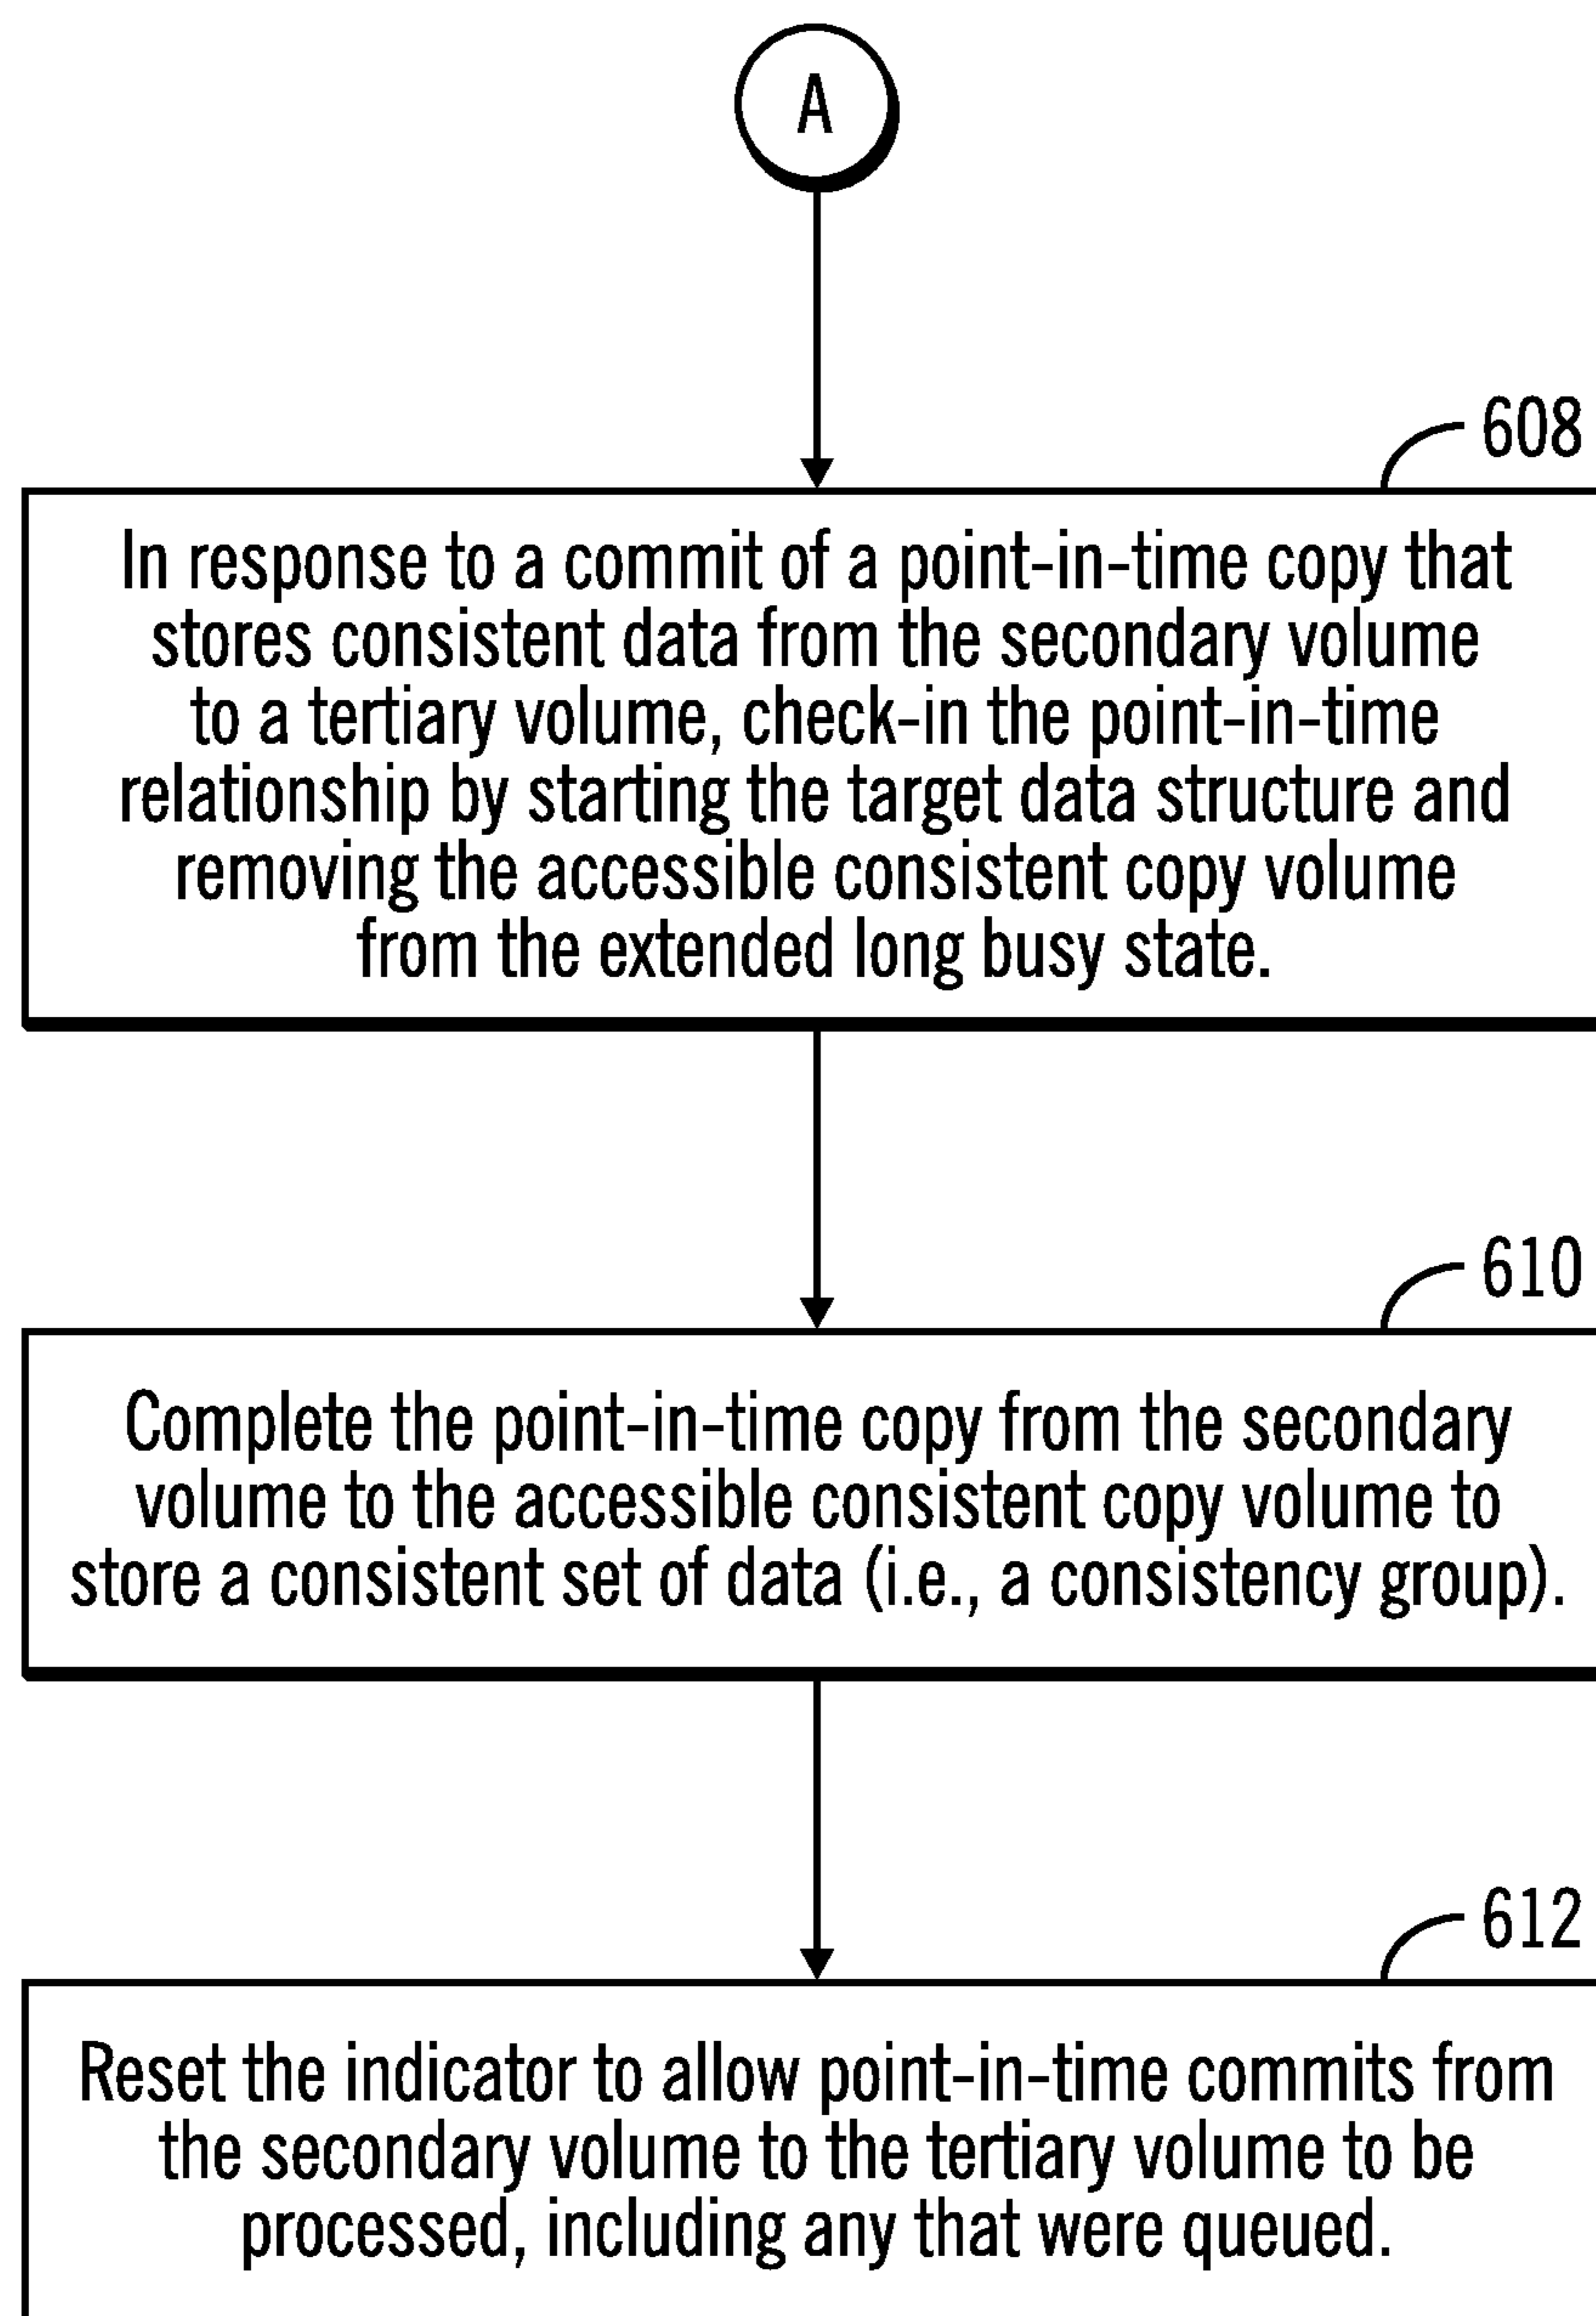 A
608
In response to a commit of a point-in-time copy that
stores consistent data from the secondary volume
to a tertiary volume, check-in the point-in-time
relationship by starting the target data structure and
removing the accessible consistent copy volume
from the extended long busy state.
610
Complete the point-in-time copy from the secondary
volume to the accessible consistent copy volume to
store a consistent set of data (i.e., a consistency group).
612
Reset the indicator to allow point-in-time commits from
the secondary volume to the tertiary volume to be
processed, including any that were queued.